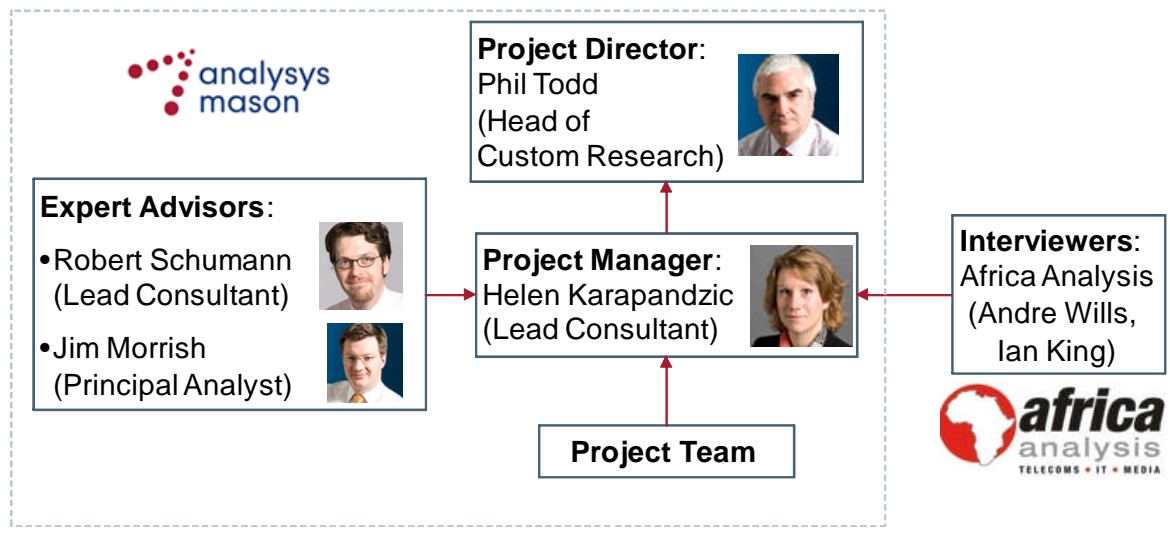 analysys
mason
Project Director:
Phil Todd
(Head of
Custom Research)
Expert Advisors:
•Robert Schumann
(Lead Consultant)
•Jim Morrish
(Principal Analyst)
Project Manager:
Helen Karapandzic
(Lead Consultant)
Interviewers:
Africa Analysis
(Andre Wills,
Ian King)
Project Team
africa
analysis
TELECOMS • IT • MEDIA